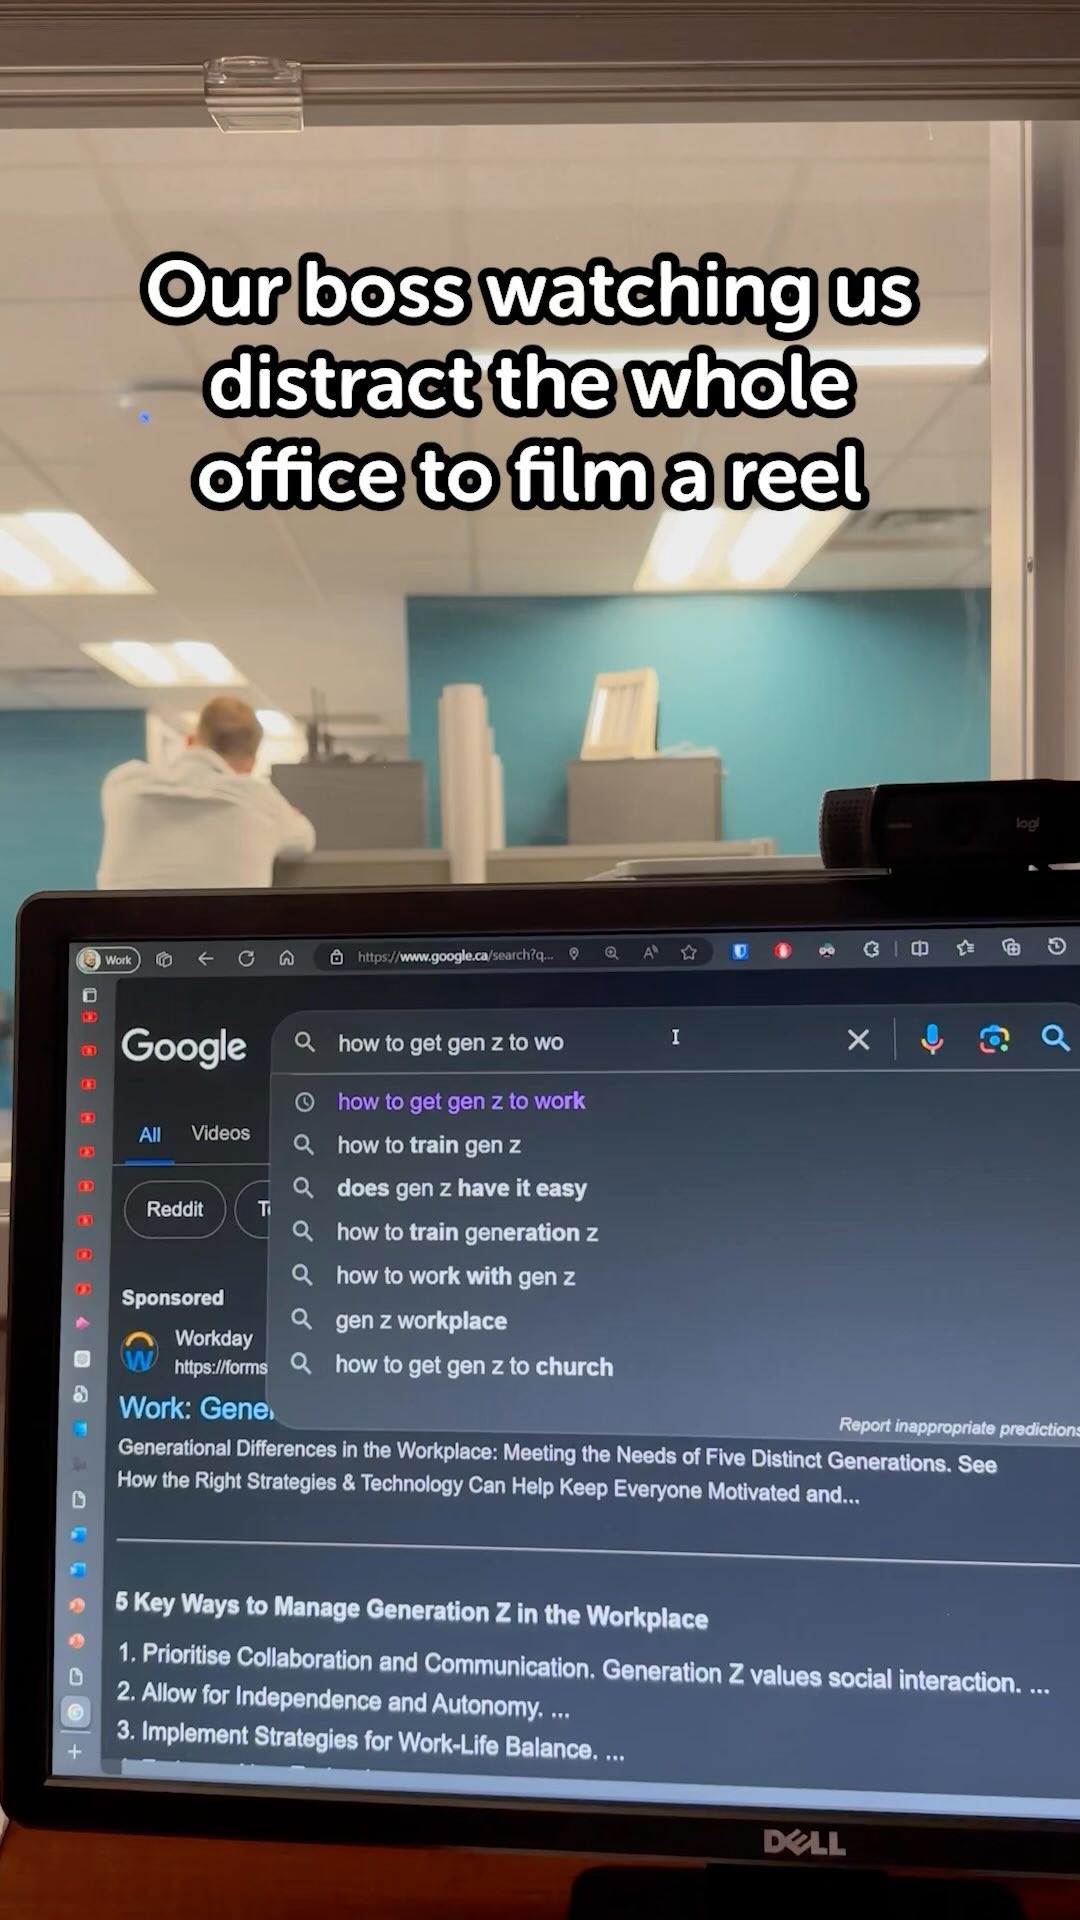 Our boss watching us
distract the whole
office to film a reel
logi
Work
https://www.google.ca/search?q...
Google
how to get gen z to wo
how to get gen z to work
how to train gen z
does gen z have it easy
how to train generation z
how to work with gen z
gen z workplace
how to get gen z to church
Report inappropriate predictions
All Videos
Reddit
Sponsored
Workday
https://forms
Work: Gene
Generational Differences in the Workplace: Meeting the Needs of Five Distinct Generations. See
How the Right Strategies & Technology Can Help Keep Everyone Motivated and...
5 Key Ways to Manage Generation Z in the Workplace
1. Prioritise Collaboration and Communication. Generation Z values social interaction. ...
2. Allow for Independence and Autonomy. ...
3. Implement Strategies for Work-Life Balance. ...
DELL